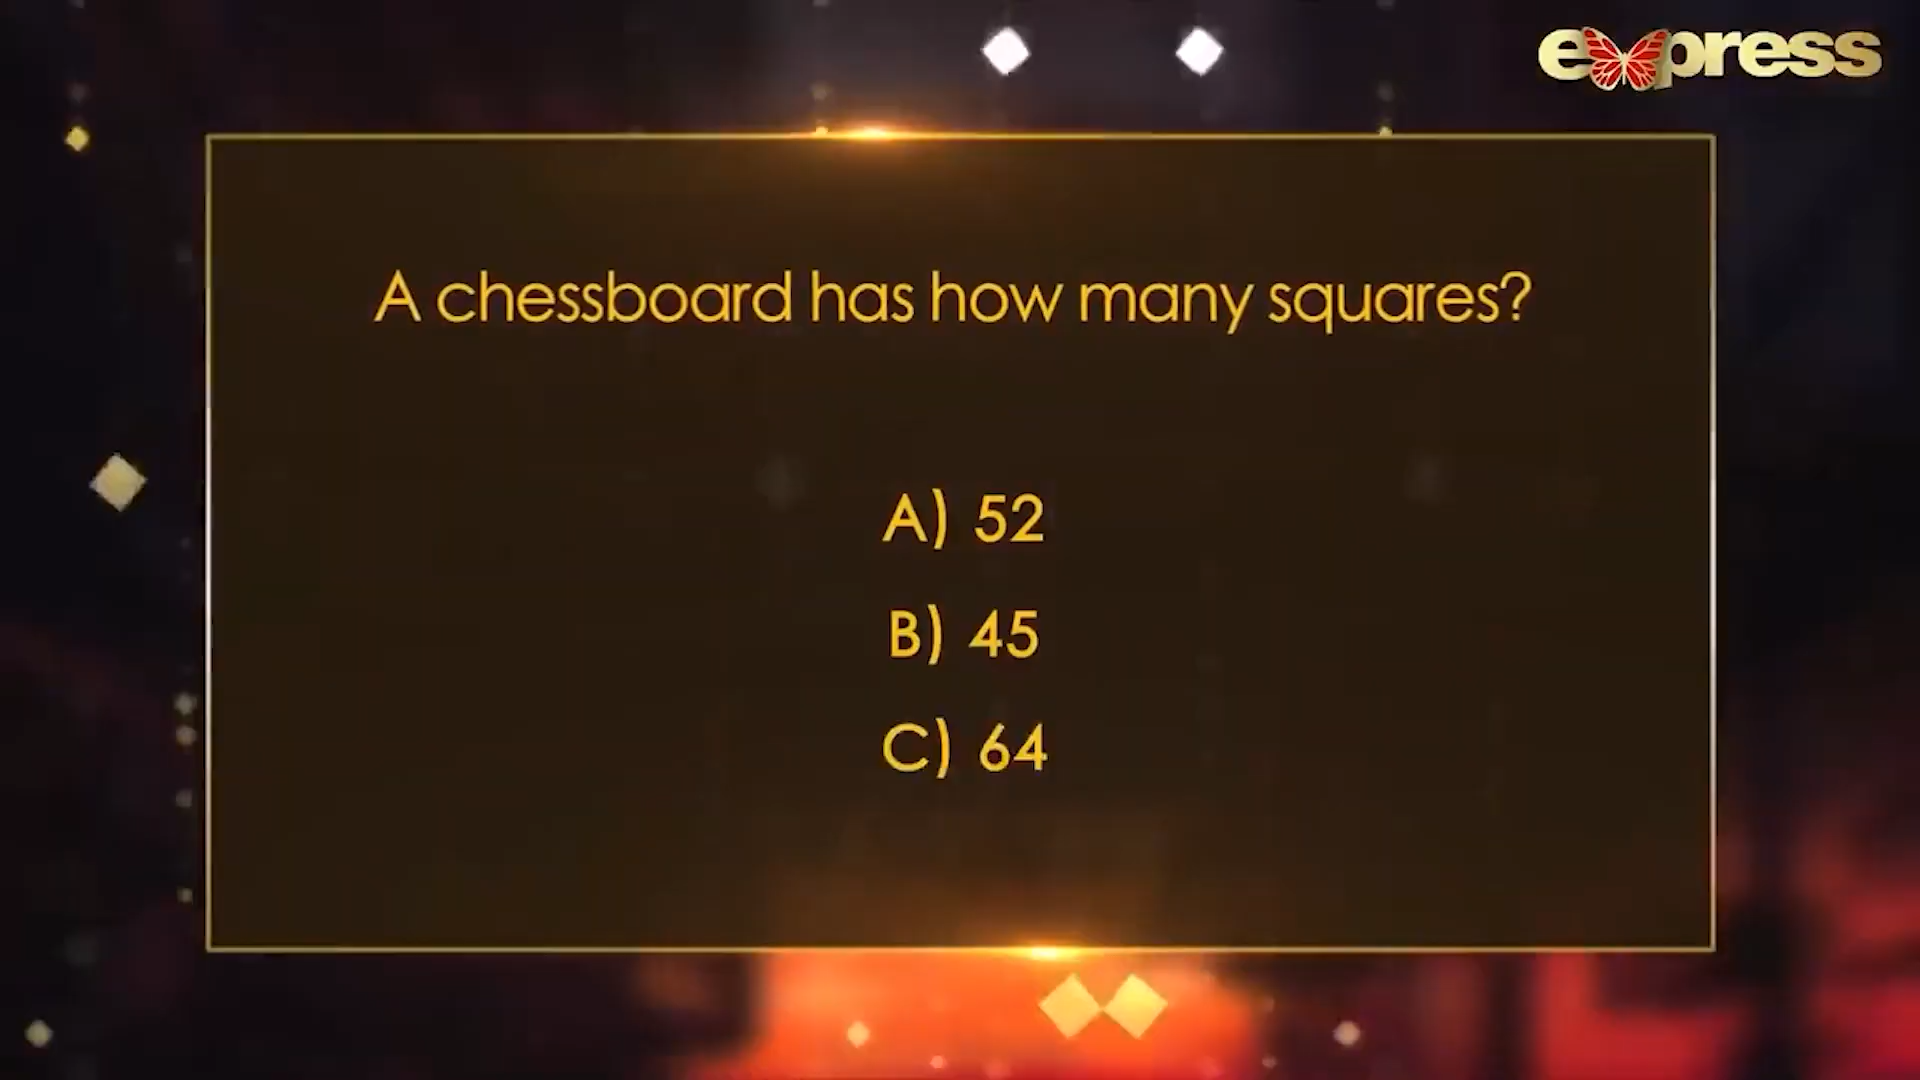 express
A chessboard has how many squares?
A) 52
B) 45
C) 64